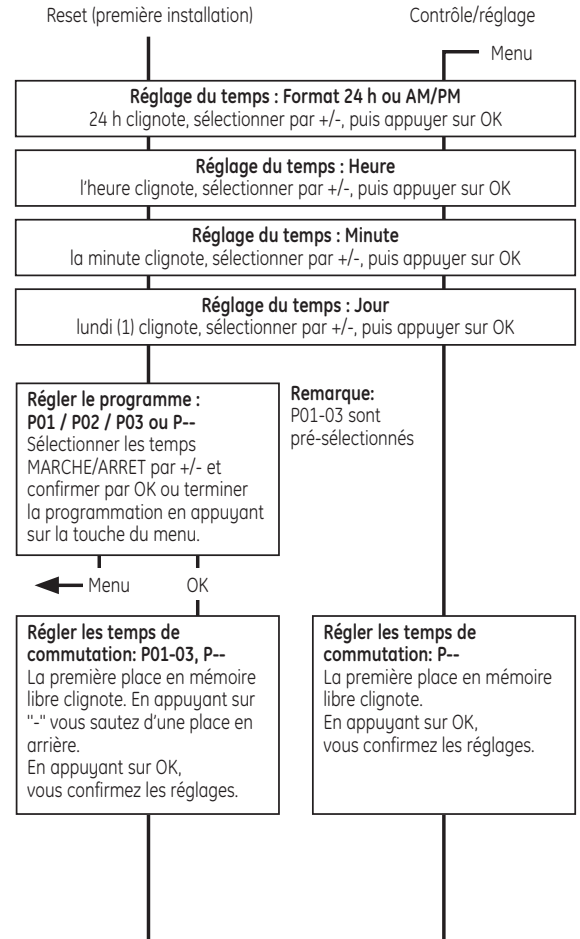 Reset (première installation)
Contrôle/réglage
Menu
Réglage du temps : Format 24 h ou AM/PM
24 h clignote, sélectionner par +/-, puis appuyer sur OK
Réglage du temps : Heure
l'heure clignote, sélectionner par +/-, puis appuyer sur OK
Réglage du temps : Minute
la minute clignote, sélectionner par +/-, puis appuyer sur OK
Réglage du temps : Jour
lundi (1) clignote, sélectionner par +/-, puis appuyer sur OK
Régler le programme :
P01 / P02 / P03 ou P--
Sélectionner les temps
MARCHE/ARRET par +/- et
confirmer par OK ou terminer
la programmation en appuyant
sur la touche du menu.
Remarque:
P01-03 sont
pré-sélectionnés
Menu
OK
Régler les temps de
commutation: P01-03, P--
La première place en mémoire
libre clignote. En appuyant sur
"-" vous sautez d'une place en
arrière.
En appuyant sur OK,
vous confirmez les réglages.
Régler les temps de
commutation: P--
La première place en mémoire
libre clignote.
En appuyant sur OK,
vous confirmez les réglages.